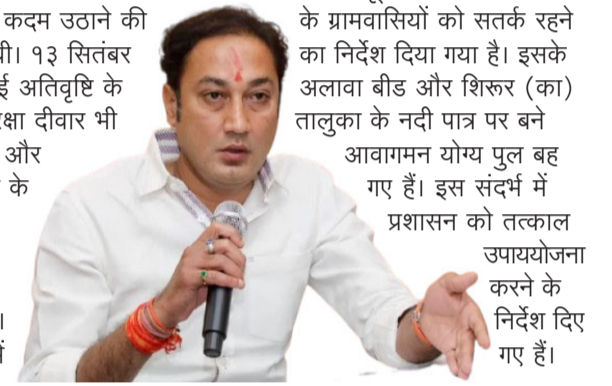 कदम उठाने की
थी। १३ सितंबर
अतिवृष्टि के
दीवार भी
और
के
के ग्रामवासियों को सतर्क रहने
का निर्देश दिया गया है। इसके
अलावा बीड और शिरूर (का)
तालुका के नदी पात्र पर बने
आवागमन योग्य पुल बह
गए हैं। इस संदर्भ में
प्रशासन को तत्काल
उपाययोजना
करने के
निर्देश दिए
गए हैं।